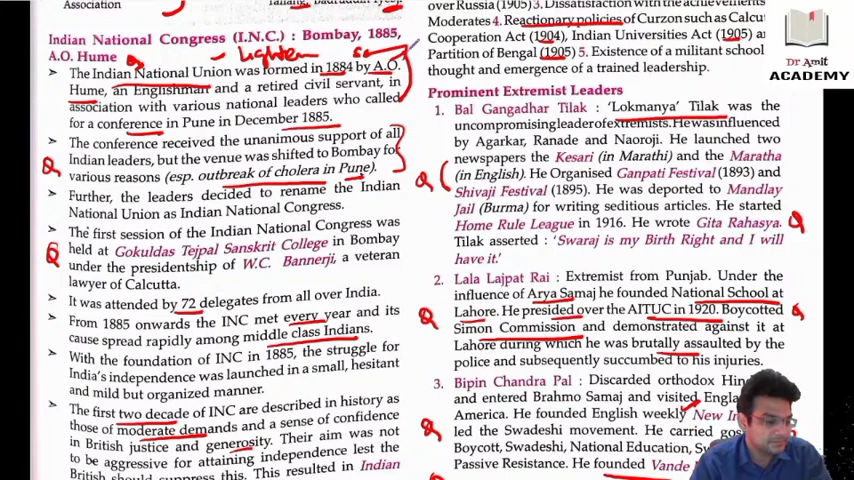 Association
Indian National Congress (I.N.C.) : Bombay, 1885,
A.O. Hume
lighten
➢ The Indian National Union was formed in 1884 by A.O.
Hume, an Englishman and a retired civil servant, in
association with various national leaders who called
for a conference in Pune in December 1885.
➢ The conference received the unanimous support of all
Indian leaders, but the venue was shifted to Bombay for
various reasons (esp. outbreak of cholera in Pune).
➢ Further, the leaders decided to rename the Indian
National Union as Indian National Congress.
➢ The first session of the Indian National Congress was
held at Gokuldas Tejpal Sanskrit College in Bombay
under the presidentship of W.C. Bannerji, a veteran
lawyer of Calcutta.
➢ It was attended by 72 delegates from all over India.
➢ From 1885 onwards the INC met every year and its
cause spread rapidly among middle class Indians.
➢ With the foundation of INC in 1885, the struggle for
India's independence was launched in a small, hesitant
and mild but organized manner.
➢ The first two decade of INC are described in history as
those of moderate demands and a sense of confidence
in British justice and generosity. Their aim was not
to be aggressive for attaining independence lest the
British should suppress this. This resulted in Indian
over Russia (1905) 3. Dissatisfaction with the achievements
Moderates 4. Reactionary policies of Curzon such as
Cooperation Act (1904), Indian Universities Act (1905)
Partition of Bengal (1905) 5. Existence of a militant school
thought and emergence of a trained leadership.
Prominent Extremist Leaders
1. Bal Gangadhar Tilak : 'Lokmanya' Tilak was the
uncompromising leader of extremists. He was influenced
by Agarkar, Ranade and Naoroji. He launched two
newspapers the Kesari (in Marathi) and the Maratha
(in English). He Organised Ganpati Festival (1893) and
Shivaji Festival (1895). He was deported to Mandlay
Jail (Burma) for writing seditious articles. He started
Home Rule League in 1916. He wrote Gita Rahasya.
Tilak asserted : 'Swaraj is my Birth Right and I will
have it.'
2. Lala Lajpat Rai : Extremist from Punjab. Under the
influence of Arya Samaj he founded National School at
Lahore. He presided over the AITUC in 1920. Boycotted
Simon Commission and demonstrated against it at
Lahore during which he was brutally assaulted by the
police and subsequently succumbed to his injuries.
3. Bipin Chandra Pal : Discarded orthodox
and entered Brahmo Samaj and visited
America. He founded English weekly New
led the Swadeshi movement. He carried
Boycott, Swadeshi, National Education,
Passive Resistance. He founded Vande
Dr Amit
ACADEMY